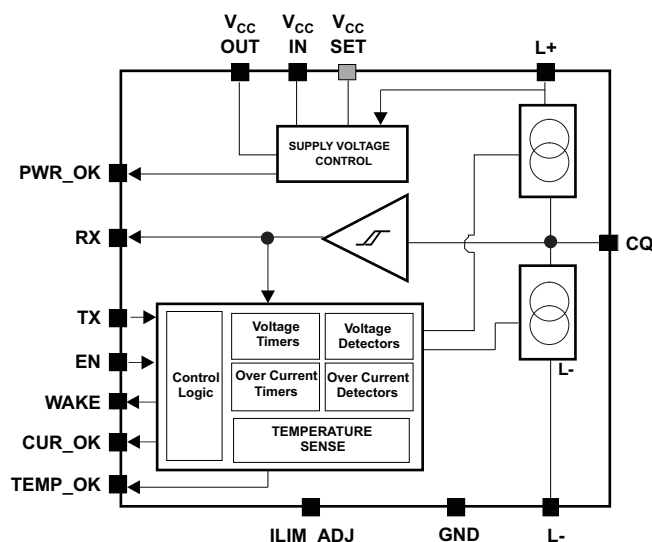 VCC
OUT
VCC
IN
VCC
SET
L+
SUPPLY VOLTAGE
CONTROL
PWR_OK
RX
CQ
TX
EN
WAKE
CUR_OK
TEMP_OK
Control
Logic
Voltage
Timers
Voltage
Detectors
Over Current
Timers
Over Current
Detectors
TEMPERATURE
SENSE
L-
ILIM_ADJ
GND
L-